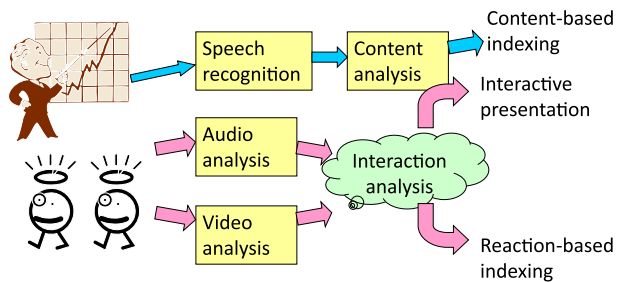 Speech
recognition
Content
analysis
Content-based
indexing
Interactive
presentation
Audio
analysis
Interaction
analysis
Video
analysis
Reaction-based
indexing